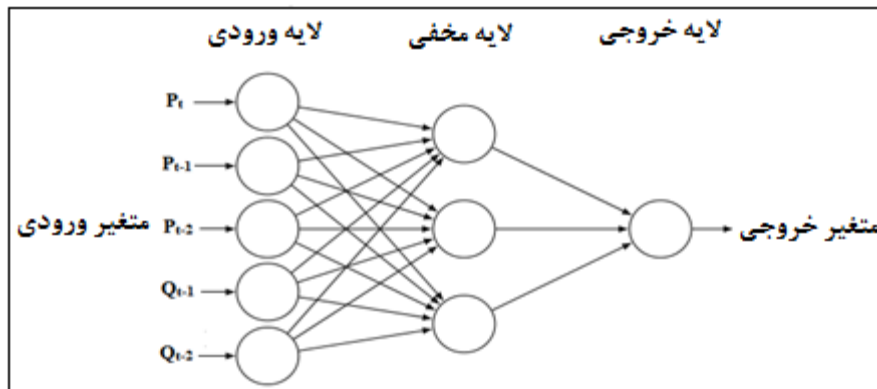 لایه ورودی
لایه مخفی
لایه خروجی
Pt
Pt-1
Pt-2
Qt-1
Qt-2
متغیر ورودی
متغیر خروجی